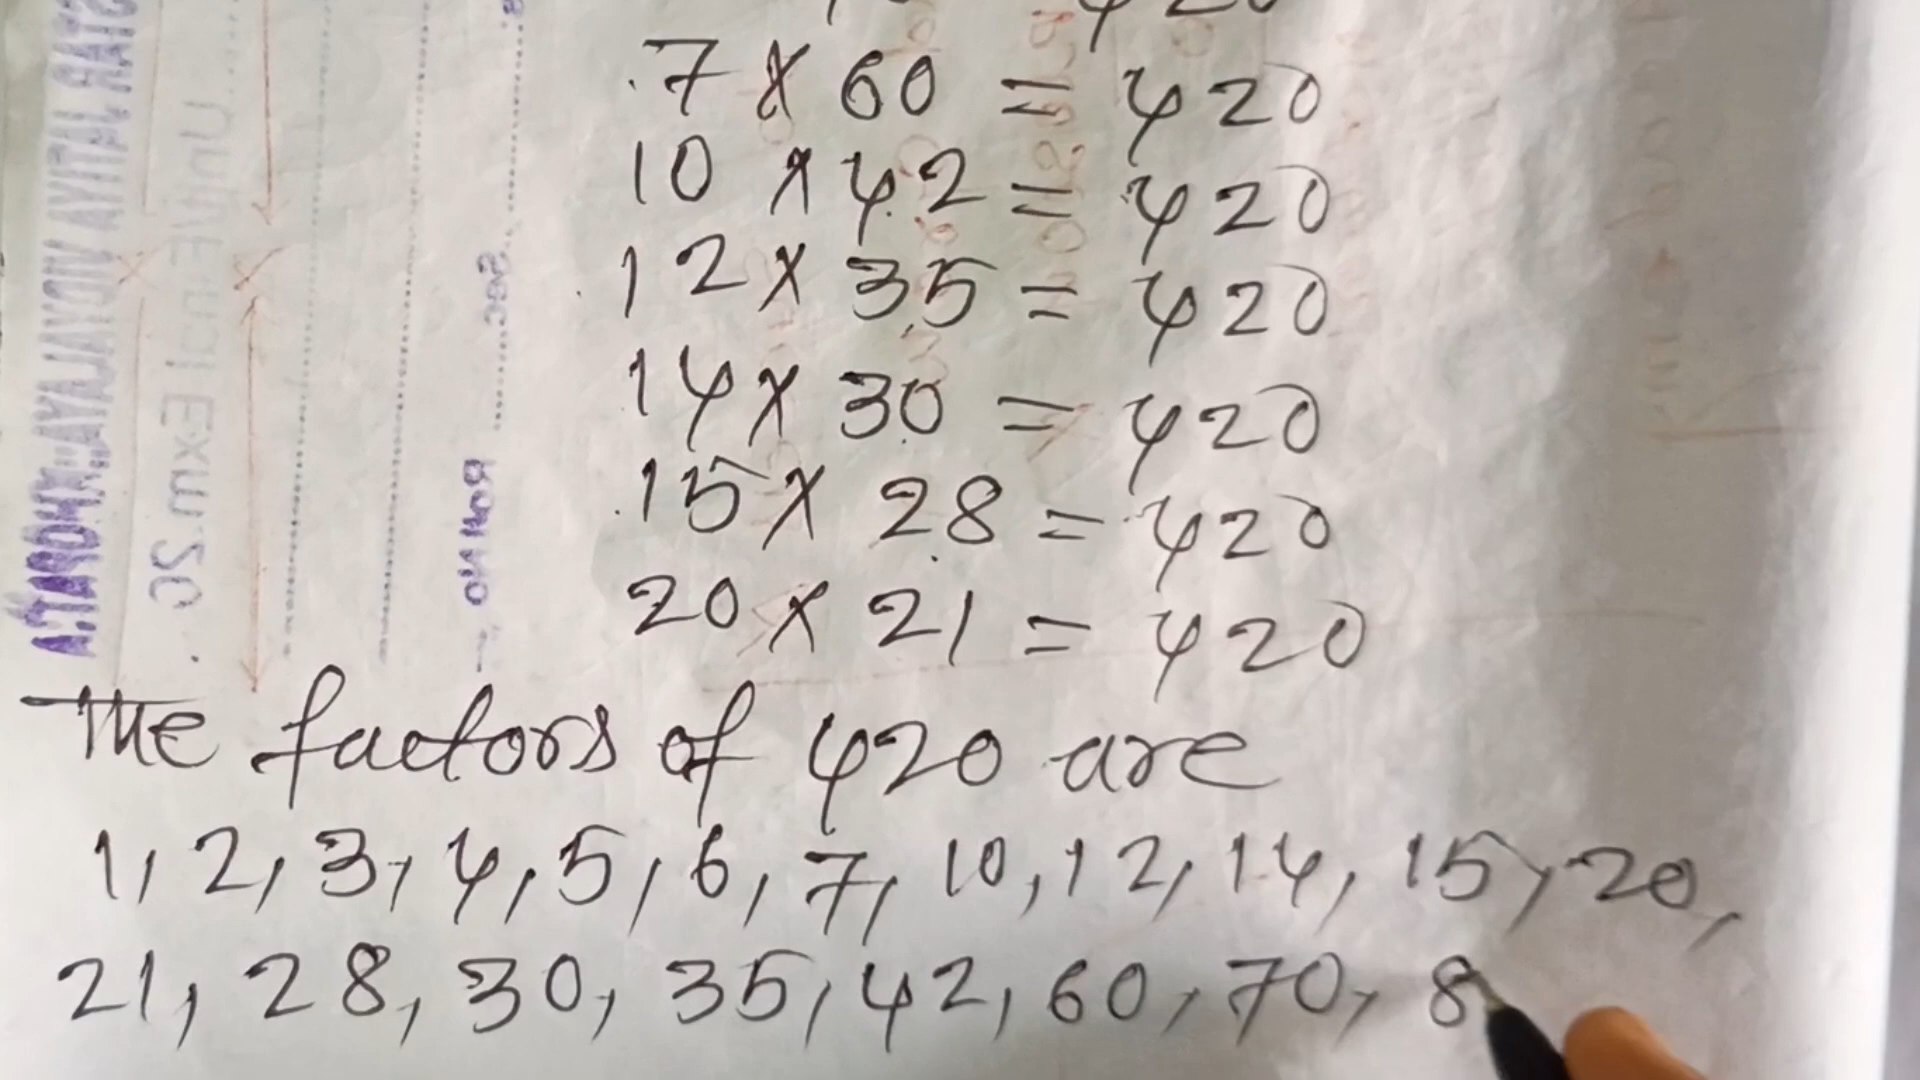 420
7 x 60 = 420
10 x 42 = 420
12 x 35 = 420
14 x 30 = 420
15 x 28 = 420
20 x 21 = 420
The factors of 420 are
1, 2, 3, 4, 5, 6, 7, 10, 12, 14, 15, 20,
21, 28, 30, 35, 42, 60, 70, 8